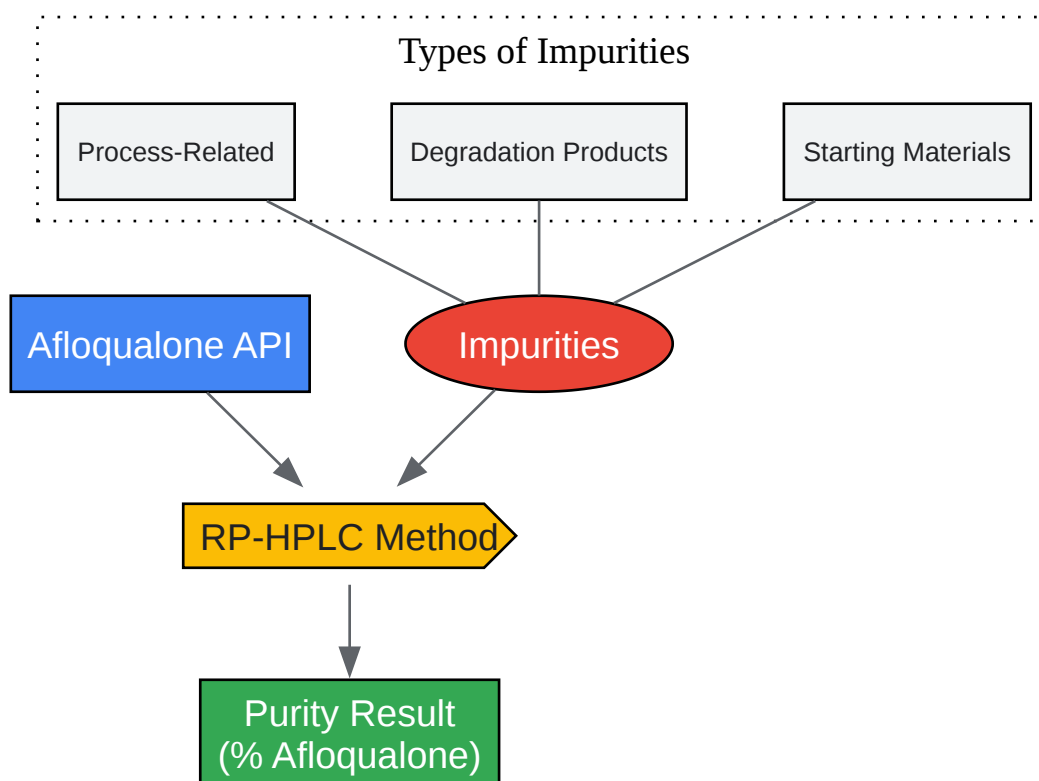 Types of Impurities
Process-Related
Degradation Products
Starting Materials
Afloqualone API
Impurities
RP-HPLC Method
Purity Result
(% Afloqualone)